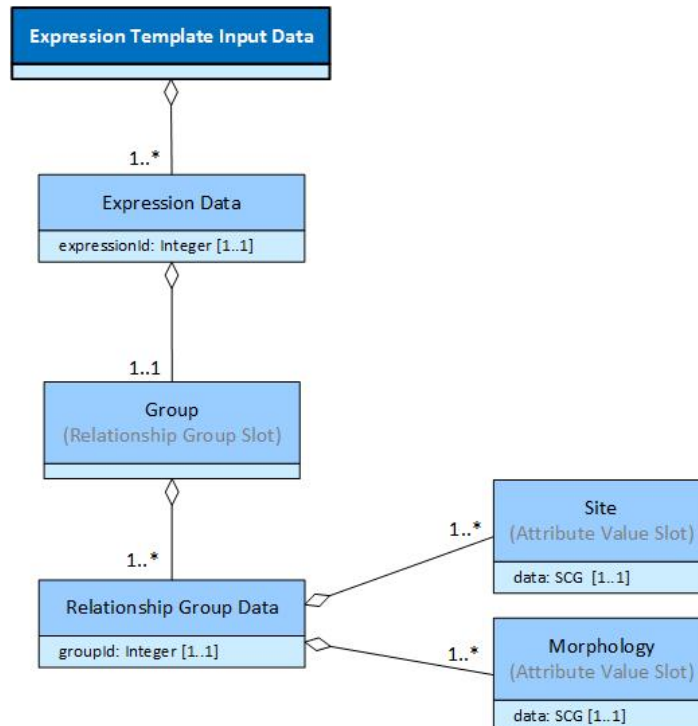 Expression Template Input Data
1..*
Expression Data
expressionId: Integer [1..1]
1..1
Group
(Relationship Group Slot)
1..*
Relationship Group Data
groupId: Integer [1..1]
1..*
Site
(Attribute Value Slot)
data: SCG [1..1]
1..*
Morphology
(Attribute Value Slot)
data: SCG [1..1]